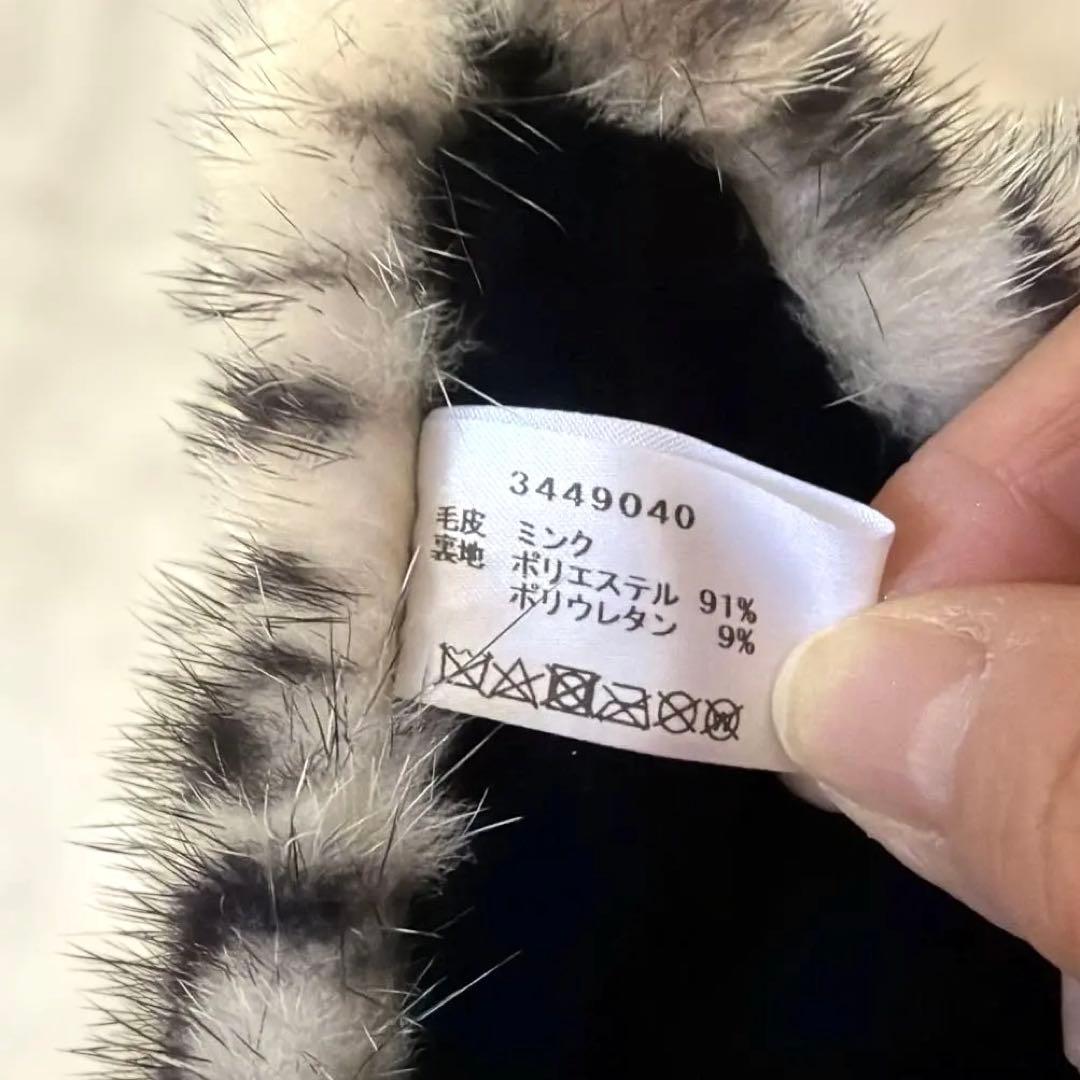 3449040
毛皮 ミンク
裏地 ポリエステル 91%
ポリウレタン 9%